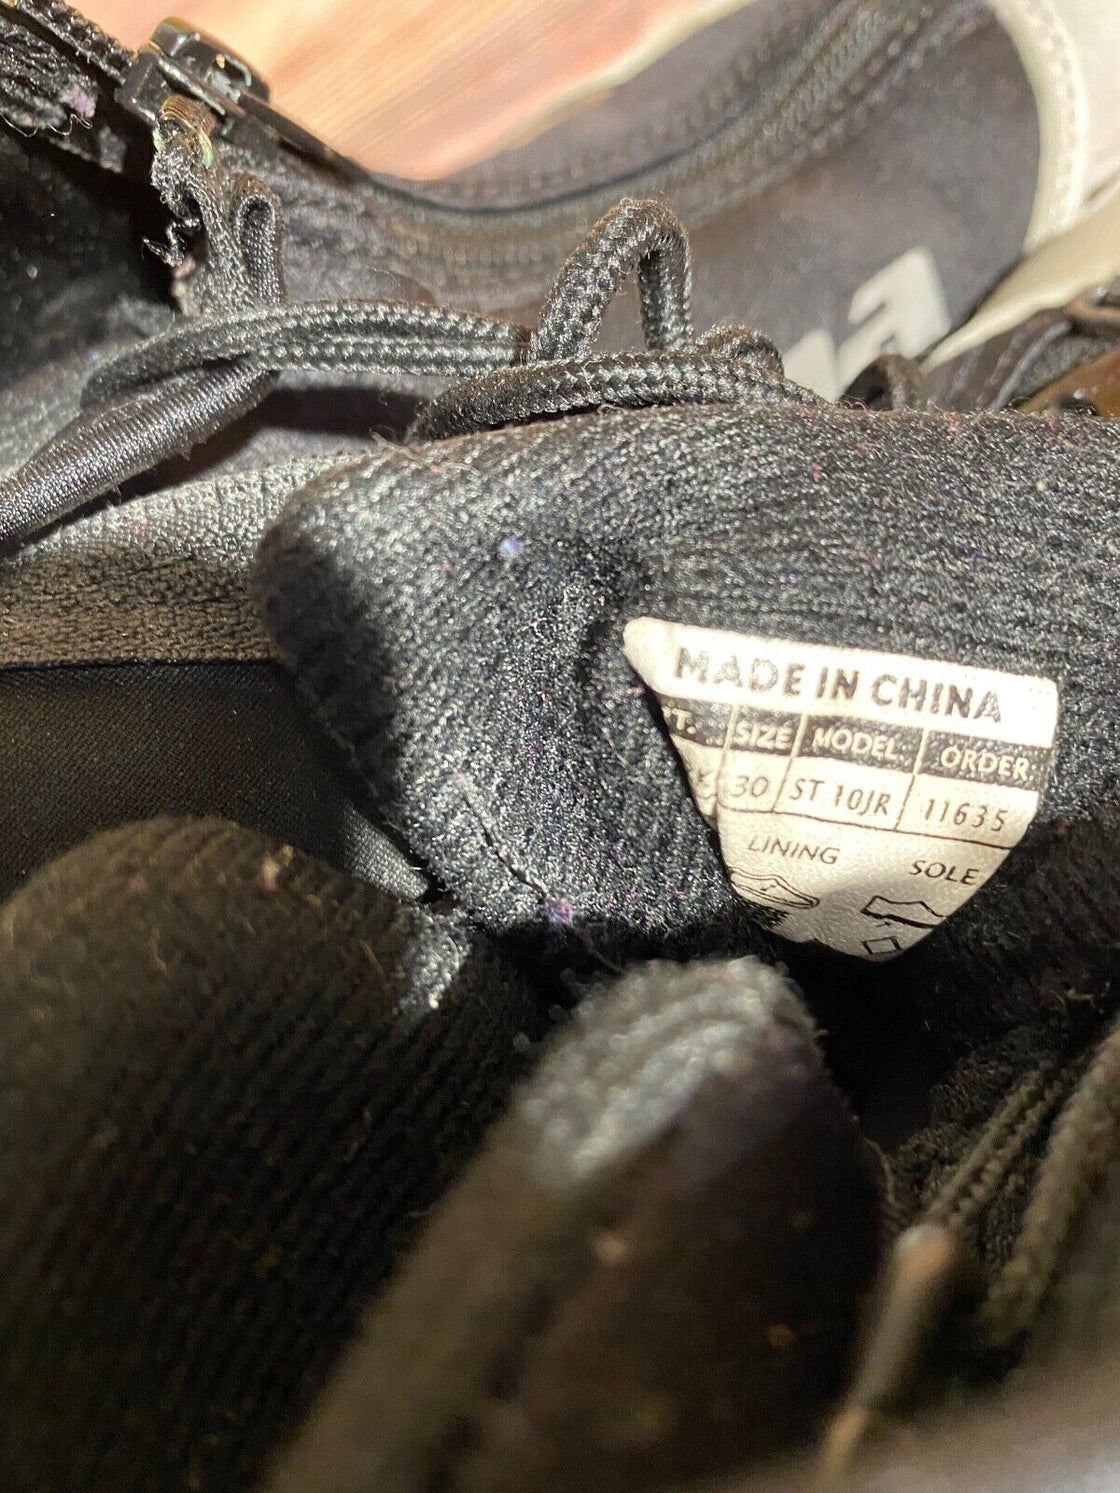 MADE IN CHINA
SIZE MODEL ORDER
30 ST 10JR 11635
LINING SOLE